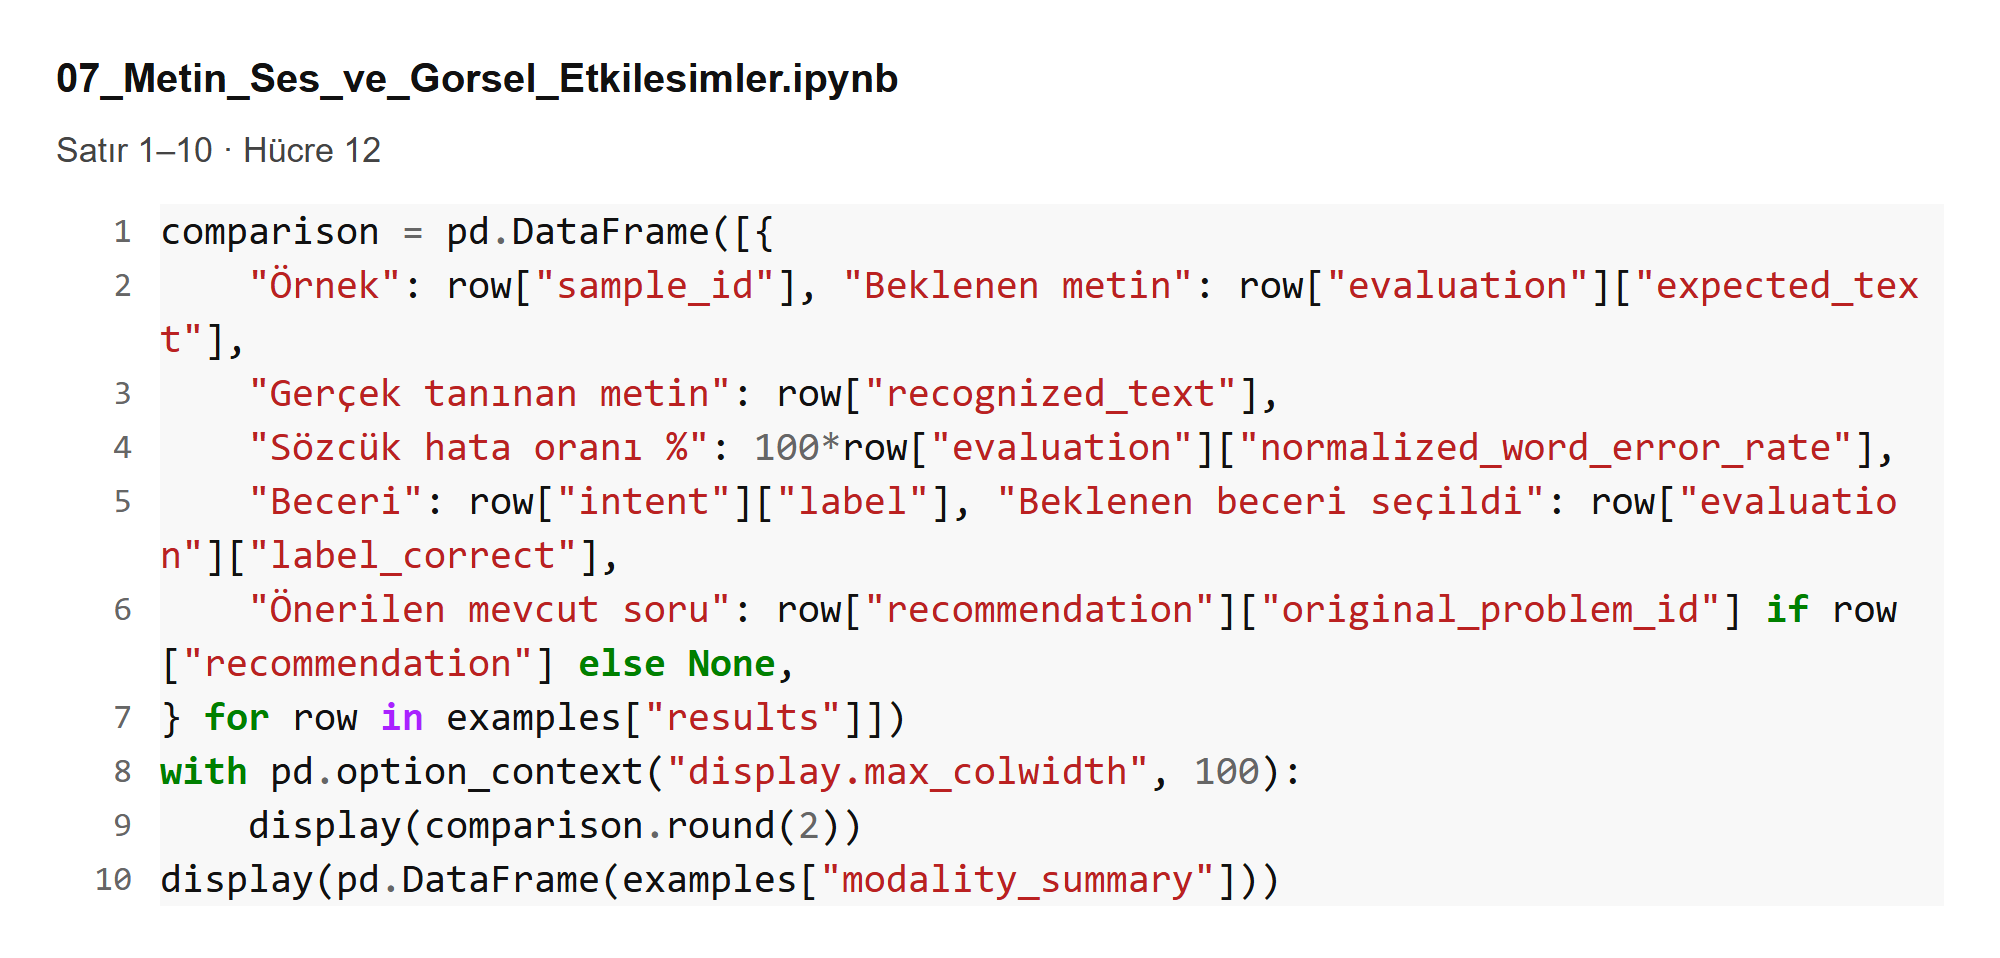 07_Metin_Ses_ve_Gorsel_Etkilesimler.ipynb
Satır 1–10 · Hücre 12
1 comparison = pd.DataFrame([{
2     "Örnek": row["sample_id"], "Beklenen metin": row["evaluation"]["expected_tex
t"],
3     "Gerçek tanınan metin": row["recognized_text"],
4     "Sözcük hata oranı %": 100*row["evaluation"]["normalized_word_error_rate"],
5     "Beceri": row["intent"]["label"], "Beklenen beceri seçildi": row["evaluatio
n"]["label_correct"],
6     "Önerilen mevcut soru": row["recommendation"]["original_problem_id"] if row
["recommendation"] else None,
7 } for row in examples["results"]])
8 with pd.option_context("display.max_colwidth", 100):
9     display(comparison.round(2))
10 display(pd.DataFrame(examples["modality_summary"]))